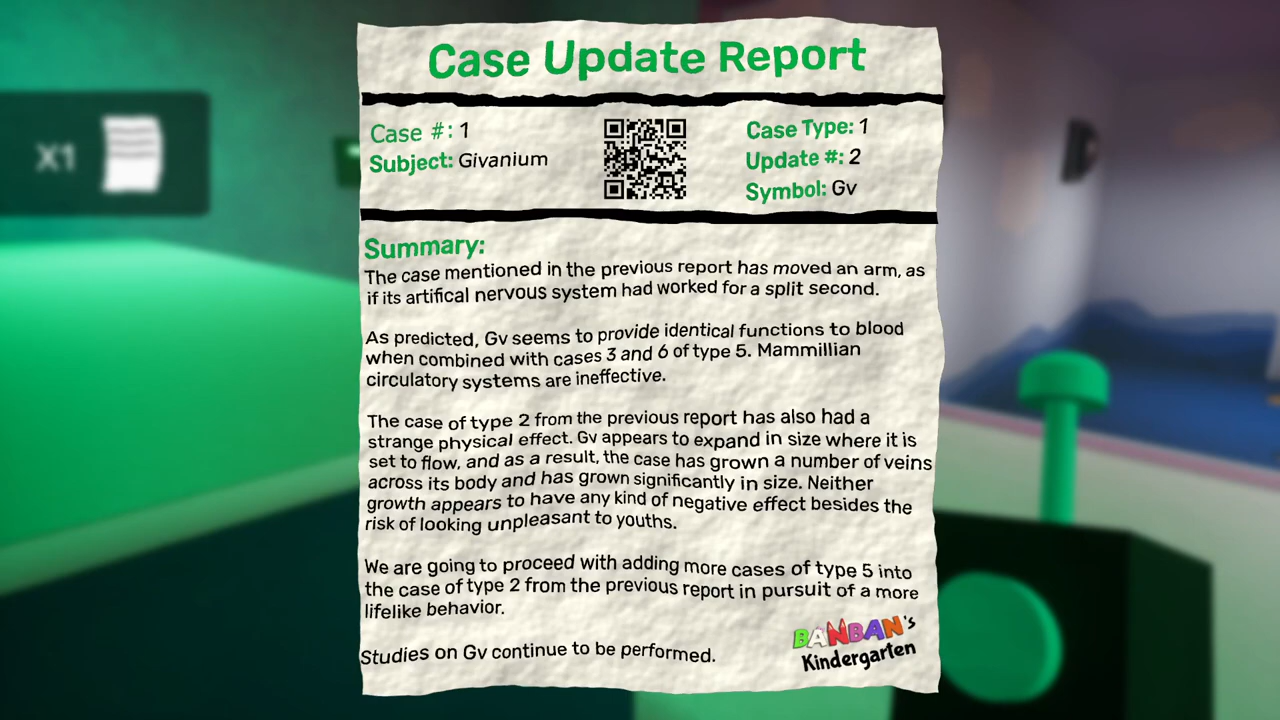 Case Update Report
X1
Case #: 1
Subject: Givanium
Case Type: 1
Update #: 2
Symbol: Gv
Summary:
The case mentioned in the previous report has moved an arm, as
if its artifical nervous system had worked for a split second.
As predicted, Gv seems to provide identical functions to blood
when combined with cases 3 and 6 of type 5. Mammillian
circulatory systems are ineffective.
The case of type 2 from the previous report has also had a
strange physical effect. Gv appears to expand in size where it is
set to flow, and as a result, the case has grown a number of veins
across its body and has grown significantly in size. Neither
growth appears to have any kind of negative effect besides the
risk of looking unpleasant to youths.
We are going to proceed with adding more cases of type 5 into
the case of type 2 from the previous report in pursuit of a more
lifelike behavior.
Studies on Gv continue to be performed.
BANBAN's
Kindergarten